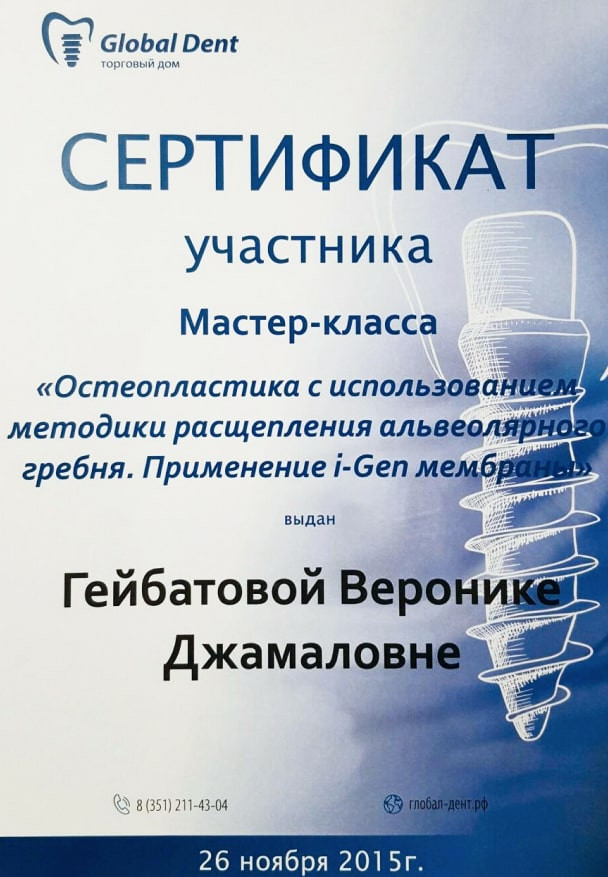 Global Dent
торговый дом
СЕРТИФИКАТ
участника
Мастер-класса
«Остеопластика с использованием
методики расщепления альвеолярного
гребня. Применение i-Gen мембраны»
выдан
Гейбатовой Веронике
Джамаловне
8 (351) 211-43-04
глобал-дент.рф
26 ноября 2015г.